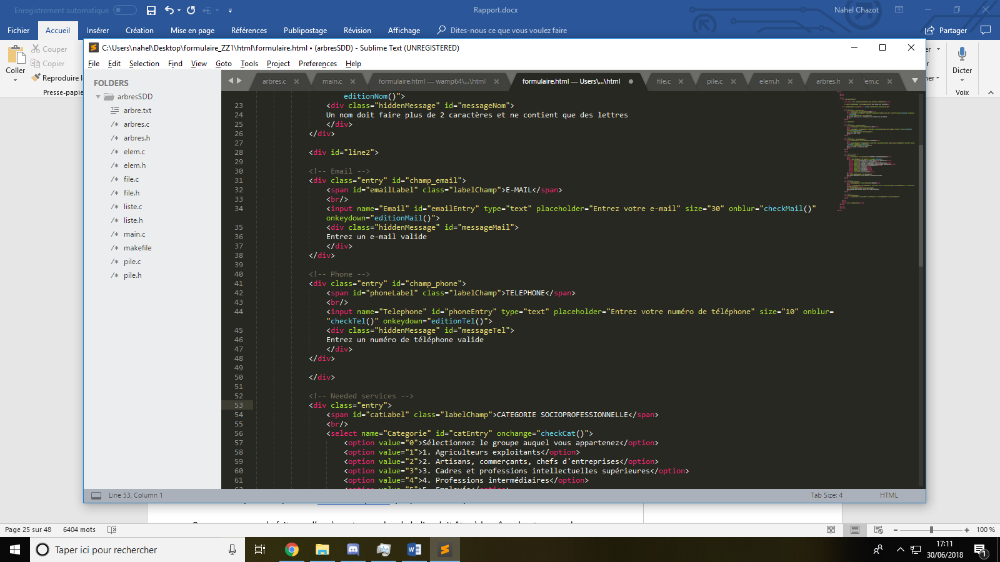 Enregistrement automatique
Rapport.docx
Nahel Chazot
Fichier Accueil Insérer Création Mise en page Références Publipostage Révision Affichage Dites-nous ce que vous voulez faire Partager
Coller
Couper
Copier
Reproduire l
Presse-papie
Dicter
Voix
C:\Users\nahel\Desktop\formulaire_ZZ1\html\formulaire.html • (arbresSDD) - Sublime Text (UNREGISTERED)
File Edit Selection Find View Goto Tools Project Preferences Help
FOLDERS
arbresSDD
arbre.txt
arbres.c
arbres.h
elem.c
elem.h
file.c
file.h
liste.c
liste.h
main.c
makefile
pile.c
pile.h
arbres.c main.c formulaire.html — wamp64\...\html formulaire.html — Users\...\html file.c pile.c elem.h arbres.h lem.c
editionNom()">
23 <div class="hiddenMessage" id="messageNom">
24 Un nom doit faire plus de 2 caractères et ne contient que des lettres
25 </div>
26 </div>
27
28 <div id="line2">
29
30 <!-- Email -->
31 <div class="entry" id="champ_email">
32 <span id="emailLabel" class="labelChamp">E-MAIL</span>
33 <br/>
34 <input name="Email" id="emailEntry" type="text" placeholder="Entrez votre e-mail" size="30" onblur="checkMail()"
onkeydown="editionMail()">
35 <div class="hiddenMessage" id="messageMail">
36 Entrez un e-mail valide
37 </div>
38 </div>
39
40 <!-- Phone -->
41 <div class="entry" id="champ_phone">
42 <span id="phoneLabel" class="labelChamp">TELEPHONE</span>
43 <br/>
44 <input name="Telephone" id="phoneEntry" type="text" placeholder="Entrez votre numéro de téléphone" size="10" onblur=
"checkTel()" onkeydown="editionTel()">
45 <div class="hiddenMessage" id="messageTel">
46 Entrez un numéro de téléphone valide
47 </div>
48 </div>
49
50 </div>
51
52 <!-- Needed services -->
53 <div class="entry">
54 <span id="catLabel" class="labelChamp">CATEGORIE SOCIOPROFESSIONNELLE</span>
55 <br/>
56 <select name="Categorie" id="catEntry" onchange="checkCat()">
57 <option value="0">Sélectionnez le groupe auquel vous appartenez</option>
58 <option value="1">1. Agriculteurs exploitants</option>
59 <option value="2">2. Artisans, commerçants, chefs d'entreprises</option>
60 <option value="3">3. Cadres et professions intellectuelles supérieures</option>
61 <option value="4">4. Professions intermédiaires</option>
Line 53, Column 1
Tab Size: 4
HTML
Page 25 sur 48 6404 mots
100 %
Taper ici pour rechercher
17:11
30/06/2018
1